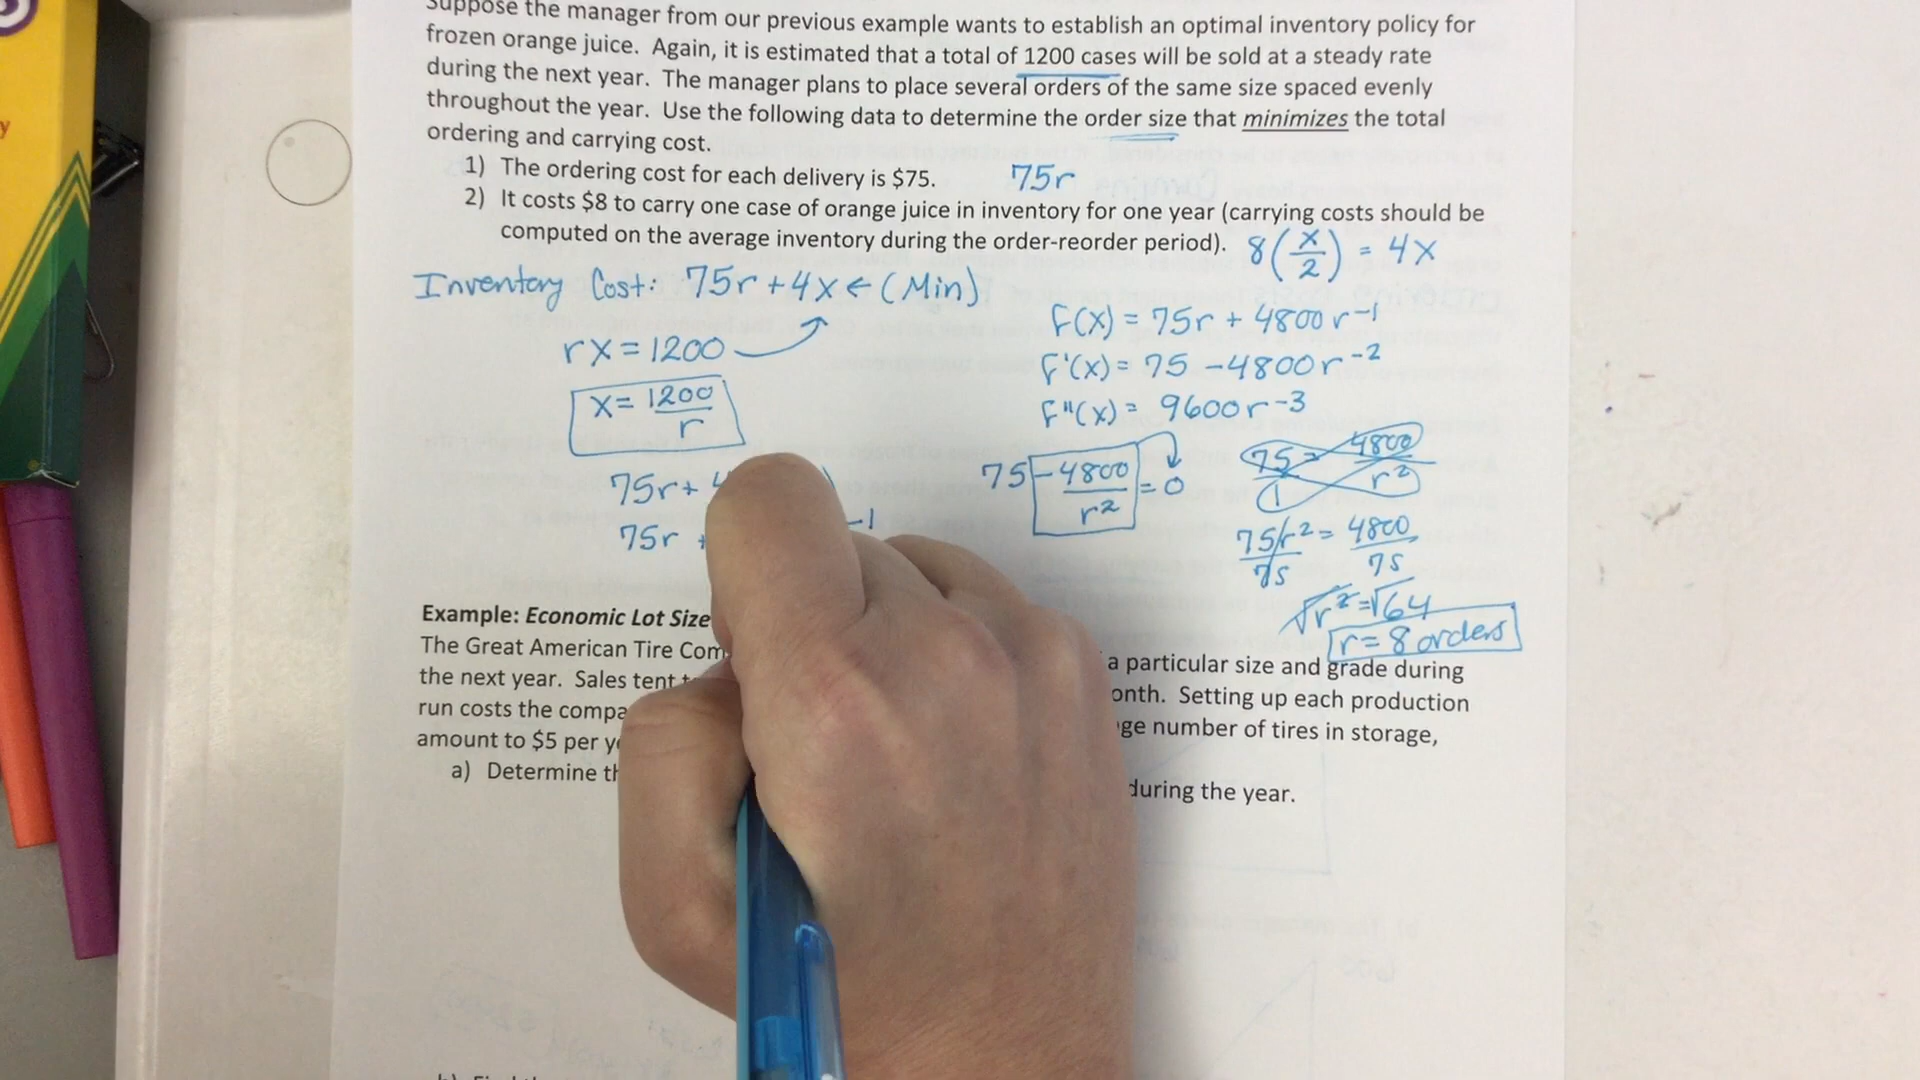 Suppose the manager from our previous example wants to establish an optimal inventory policy for
frozen orange juice. Again, it is estimated that a total of 1200 cases will be sold at a steady rate
during the next year. The manager plans to place several orders of the same size spaced evenly
throughout the year. Use the following data to determine the order size that minimizes the total
ordering and carrying cost.
1) The ordering cost for each delivery is $75. 75r
2) It costs $8 to carry one case of orange juice in inventory for one year (carrying costs should be
computed on the average inventory during the order-reorder period). 8(x/2) = 4x
Inventory Cost: 75r + 4x ← (Min)
rx = 1200
x = 1200/r
75r +
75r + -1
F(x) = 75r + 4800r^-1
F'(x) = 75 - 4800r^-2
F"(x) = 9600r^-3
75 - 4800/r² = 0
75/1 = 4800/r²
75r²/75 = 4800/75
√r² = √64
r = 8 orders
Example: Economic Lot Size
The Great American Tire Com a particular size and grade during
the next year. Sales tent onth. Setting up each production
run costs the compa ge number of tires in storage,
amount to $5 per y
a) Determine th during the year.